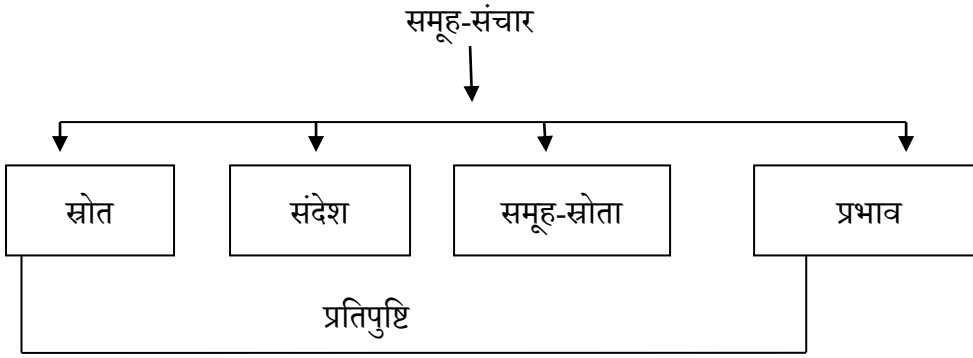 समूह-संचार
स्रोत
संदेश
समूह-स्रोता
प्रभाव
प्रतिपुष्टि